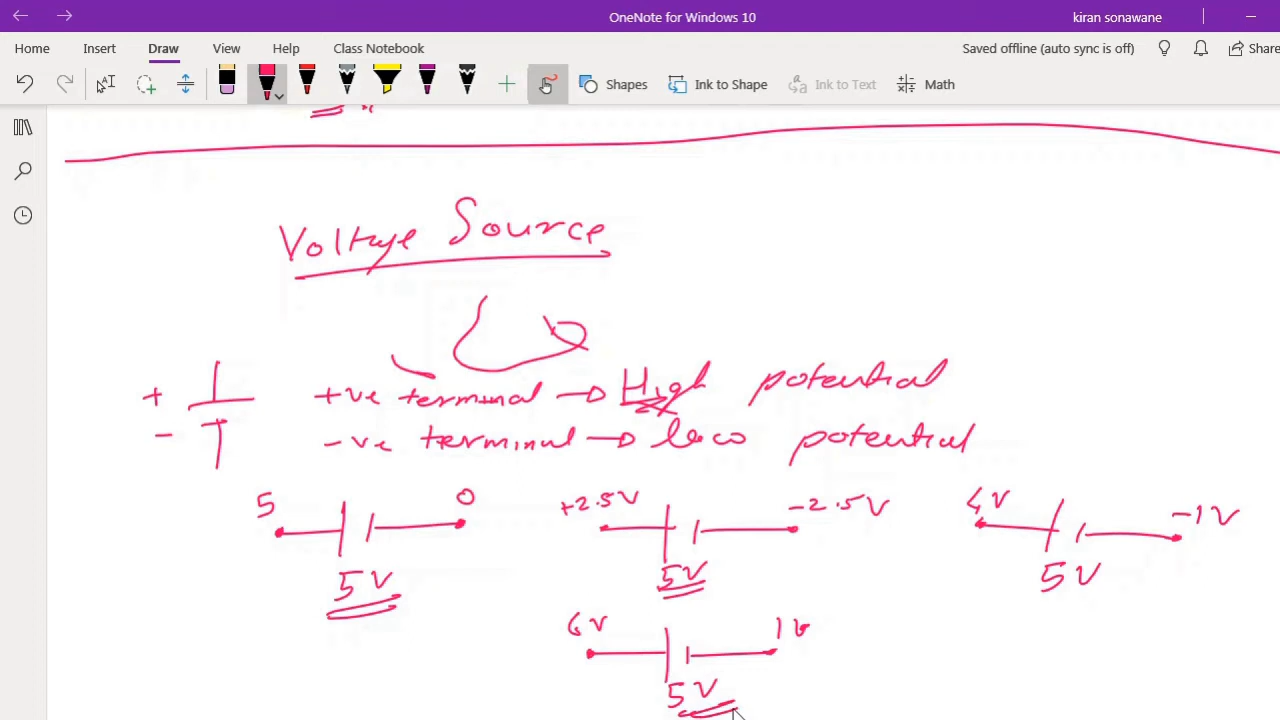 OneNote for Windows 10
kiran sonawane
Home Insert Draw View Help Class Notebook
Saved offline (auto sync is off)
Share
Shapes
Ink to Shape
Ink to Text
Math
Voltage Source
+ +ve terminal → High potential
- -ve terminal → low potential
5 0 +2.5V -2.5V 4V -1V
5V 5V 5V
6V 1V
5V